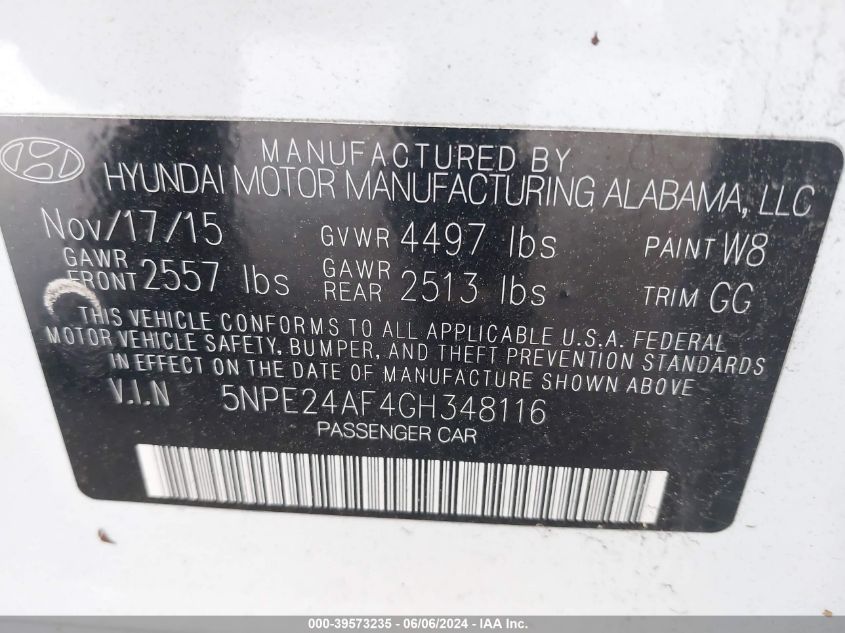 MANUFACTURED BY
HYUNDAI MOTOR MANUFACTURING ALABAMA, LLC
Nov/17/15 GVWR 4497 lbs PAINT W8
GAWR FRONT 2557 lbs GAWR REAR 2513 lbs TRIM GG
THIS VEHICLE CONFORMS TO ALL APPLICABLE U.S.A. FEDERAL
MOTOR VEHICLE SAFETY, BUMPER, AND THEFT PREVENTION STANDARDS
IN EFFECT ON THE DATE OF MANUFACTURE SHOWN ABOVE
V.I.N 5NPE24AF4GH348116
PASSENGER CAR
000-39573235 - 06/06/2024 - IAA Inc.